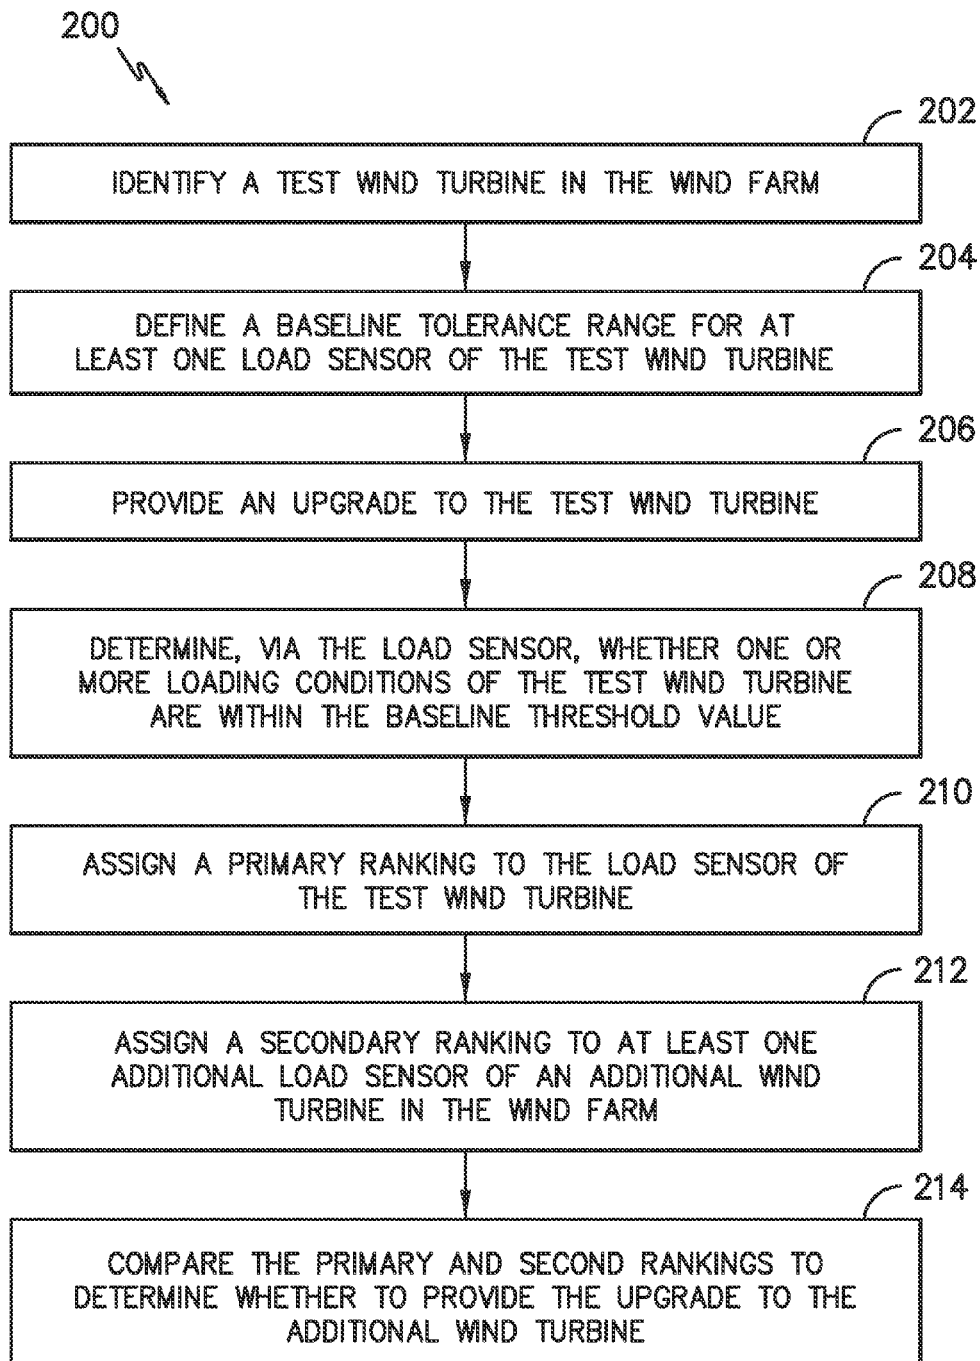 200
202
IDENTIFY A TEST WIND TURBINE IN THE WIND FARM
204
DEFINE A BASELINE TOLERANCE RANGE FOR AT
LEAST ONE LOAD SENSOR OF THE TEST WIND TURBINE
206
PROVIDE AN UPGRADE TO THE TEST WIND TURBINE
208
DETERMINE, VIA THE LOAD SENSOR, WHETHER ONE OR
MORE LOADING CONDITIONS OF THE TEST WIND TURBINE
ARE WITHIN THE BASELINE THRESHOLD VALUE
210
ASSIGN A PRIMARY RANKING TO THE LOAD SENSOR OF
THE TEST WIND TURBINE
212
ASSIGN A SECONDARY RANKING TO AT LEAST ONE
ADDITIONAL LOAD SENSOR OF AN ADDITIONAL WIND
TURBINE IN THE WIND FARM
214
COMPARE THE PRIMARY AND SECOND RANKINGS TO
DETERMINE WHETHER TO PROVIDE THE UPGRADE TO THE
ADDITIONAL WIND TURBINE